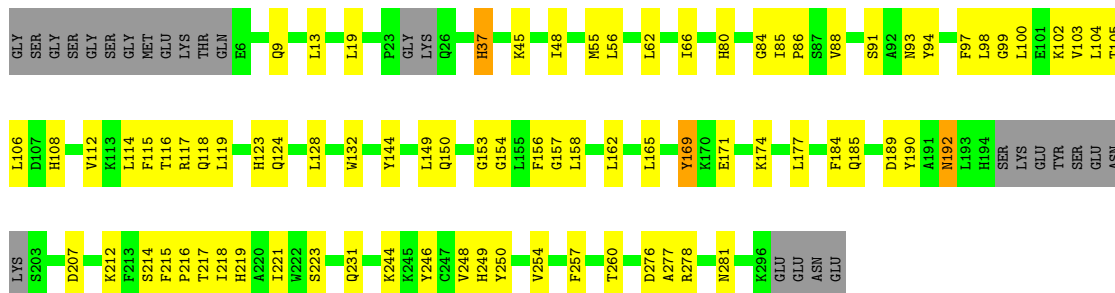 GLY SER GLY SER GLY SER GLY MET GLU LYS THR GLN E6 Q9 L13 L19 P23 GLY LYS Q26 H37 K45 I48 M55 L56 L62 I66 H80 G84 I85 P86 S87 V88 S91 A92 N93 Y94 F97 L98 G99 L100 E101 K102 V103 L104 T105
L106 D107 H108 V112 K113 L114 F115 T116 R117 Q118 L119 H123 Q124 L128 W132 Y144 L149 Q150 G153 G154 L155 F156 G157 L158 L162 L165 Y169 K170 E171 K174 L177 F184 Q185 D189 Y190 A191 N192 L193 H194 SER LYS GLU TYR SER GLU ASN
LYS S203 D207 K212 F213 S214 F215 P216 T217 I218 H219 A220 I221 W222 S223 Q231 K244 K245 Y246 C247 V248 H249 Y250 V254 F257 T260 D276 A277 R278 N281 K296 GLU GLU ASN GLU